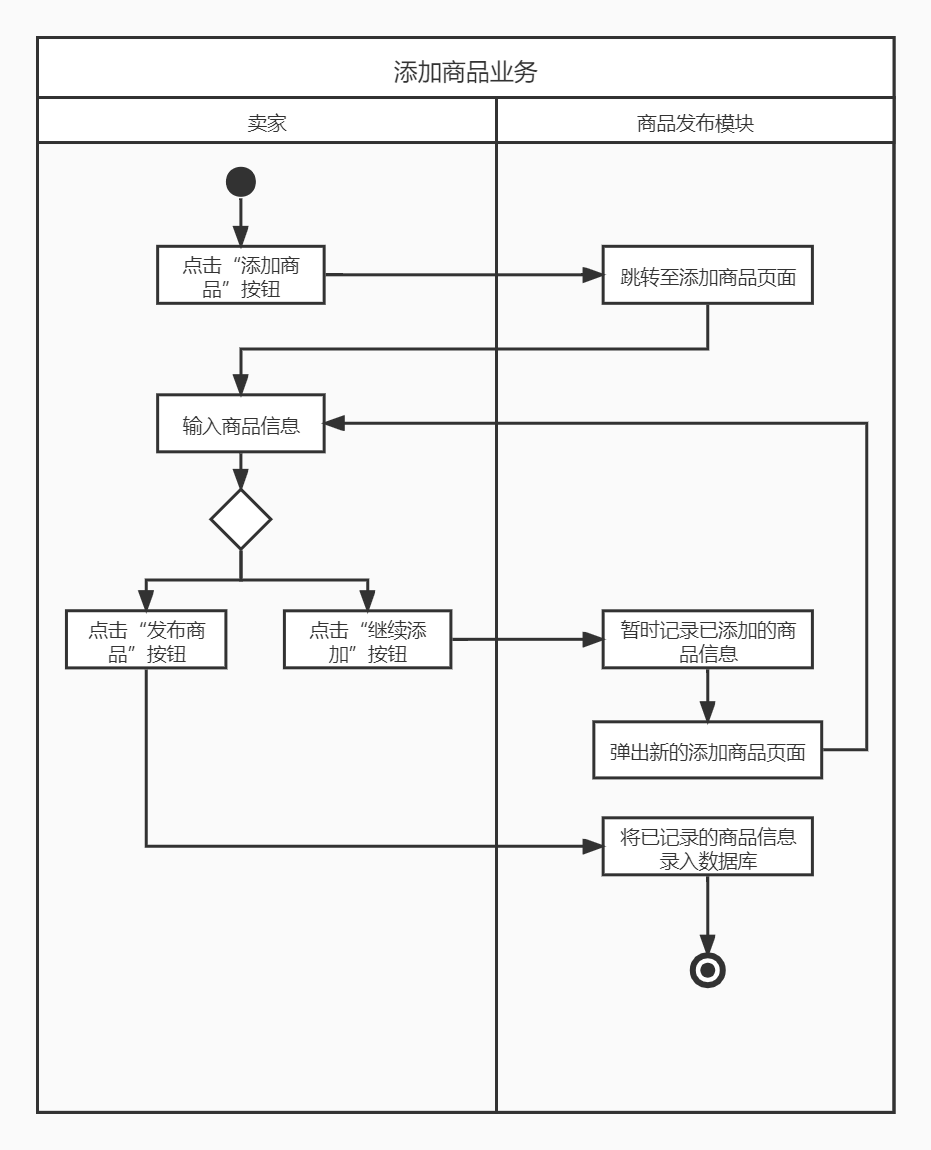 添加商品业务
卖家
商品发布模块
点击“添加商
品”按钮
跳转至添加商品页面
输入商品信息
点击“发布商
品”按钮
点击“继续添
加”按钮
暂时记录已添加的商
品信息
弹出新的添加商品页面
将已记录的商品信息
录入数据库